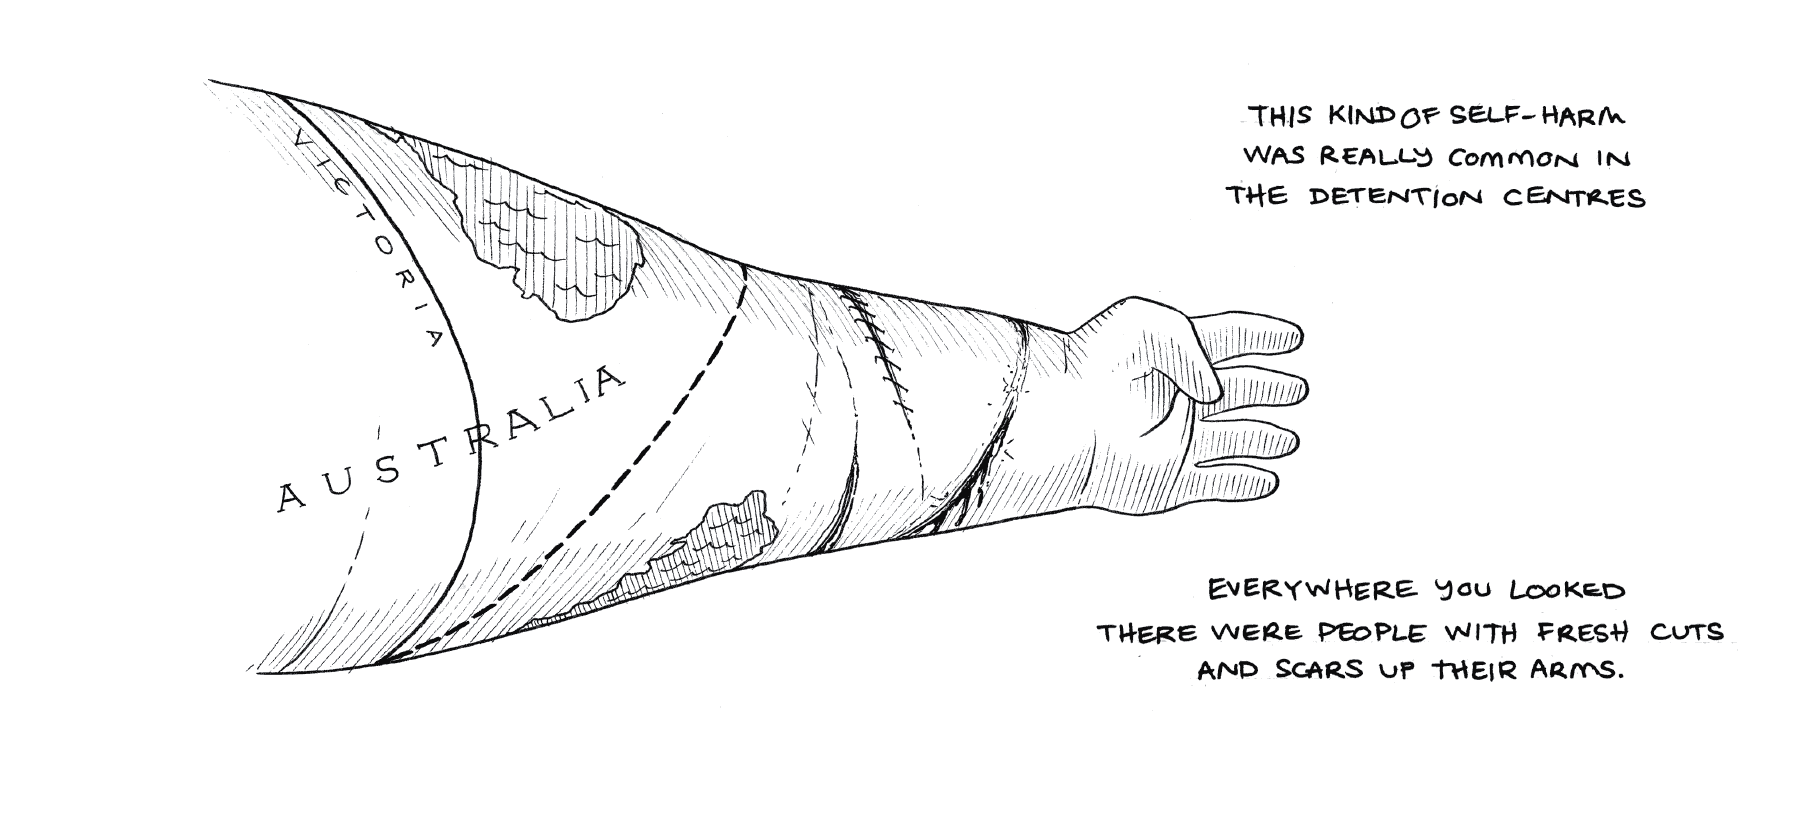 VICTORIA
AUSTRALIA
THIS KIND OF SELF-HARM
WAS REALLY COMMON IN
THE DETENTION CENTRES
EVERYWHERE YOU LOOKED
THERE WERE PEOPLE WITH FRESH CUTS
AND SCARS UP THEIR ARMS.